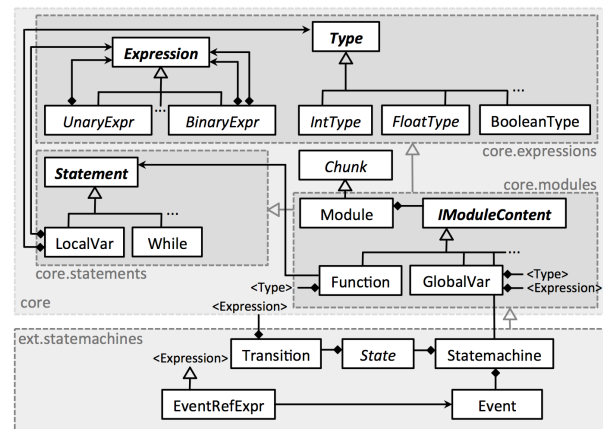 Type
Expression
...
...
UnaryExpr
BinaryExpr
IntType
FloatType
BooleanType
core.expressions
Statement
Chunk
core.modules
...
Module
IModuleContent
LocalVar
While
...
core.statements
Function
GlobalVar
<Type>
<Type>
<Expression>
core
<Expression>
ext.statemachines
<Expression>
Transition
State
Statemachine
EventRefExpr
Event